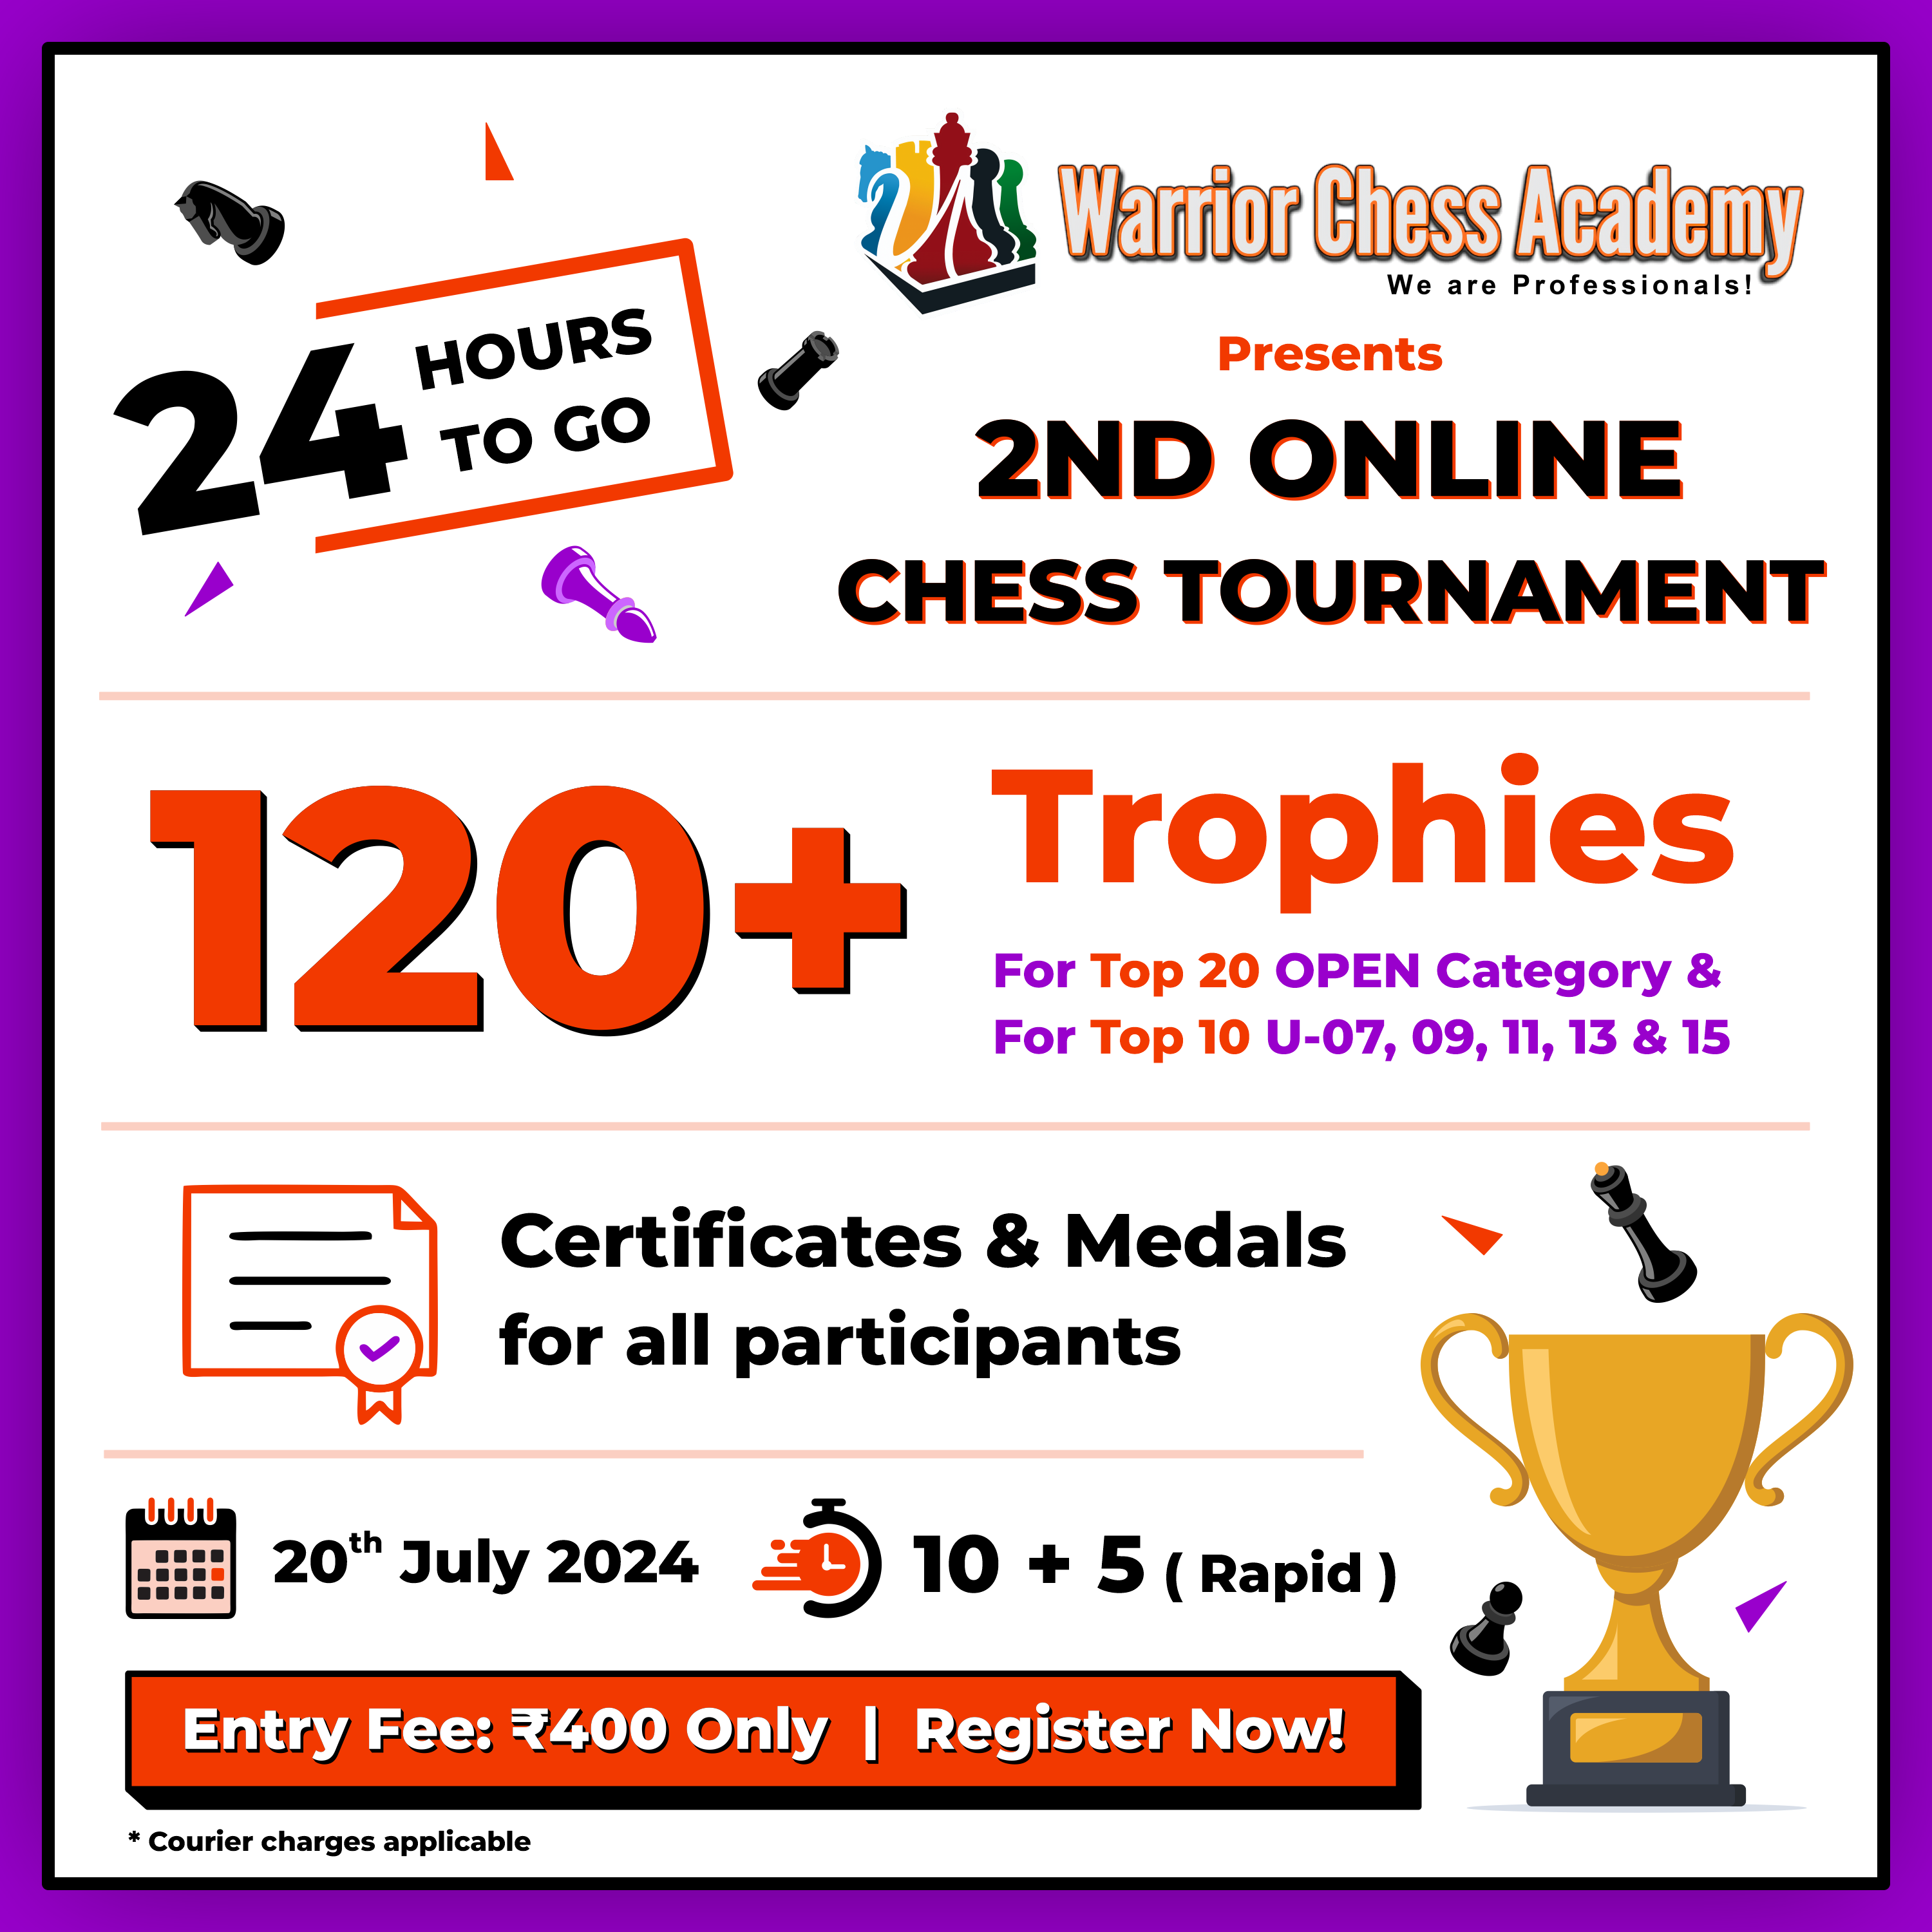 24
HOURS
TO GO
Warrior Chess Academy
We are Professionals!
Presents
2ND ONLINE
CHESS TOURNAMENT
120+
Trophies
For Top 20 OPEN Category &
For Top 10 U-07, 09, 11, 13 & 15
Certificates & Medals
for all participants
20th July 2024
10 + 5 ( Rapid )
Entry Fee: ₹400 Only | Register Now!
* Courier charges applicable